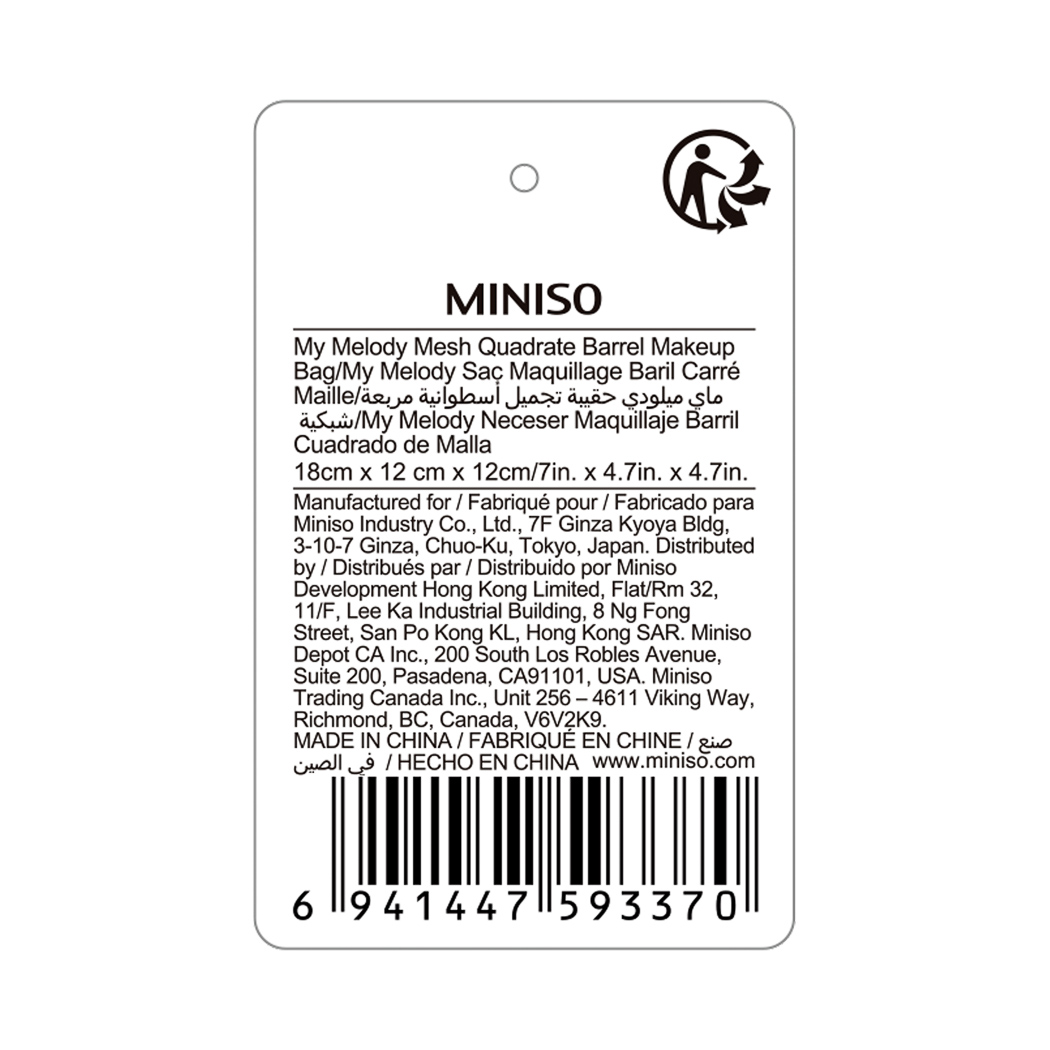 MINISO
My Melody Mesh Quadrate Barrel Makeup
Bag/My Melody Sac Maquillage Baril Carré
Maille/ماي ميلودي حقيبة تجميل أسطوانية مربعة
شبكية/My Melody Neceser Maquillaje Barril
Cuadrado de Malla
18cm x 12 cm x 12cm/7in. x 4.7in. x 4.7in.
Manufactured for / Fabriqué pour / Fabricado para
Miniso Industry Co., Ltd., 7F Ginza Kyoya Bldg,
3-10-7 Ginza, Chuo-Ku, Tokyo, Japan. Distributed
by / Distribués par / Distribuido por Miniso
Development Hong Kong Limited, Flat/Rm 32,
11/F, Lee Ka Industrial Building, 8 Ng Fong
Street, San Po Kong KL, Hong Kong SAR. Miniso
Depot CA Inc., 200 South Los Robles Avenue,
Suite 200, Pasadena, CA91101, USA. Miniso
Trading Canada Inc., Unit 256 – 4611 Viking Way,
Richmond, BC, Canada, V6V2K9.
MADE IN CHINA / FABRIQUÉ EN CHINE / صنع
في الصين / HECHO EN CHINA www.miniso.com
6 941447 593370